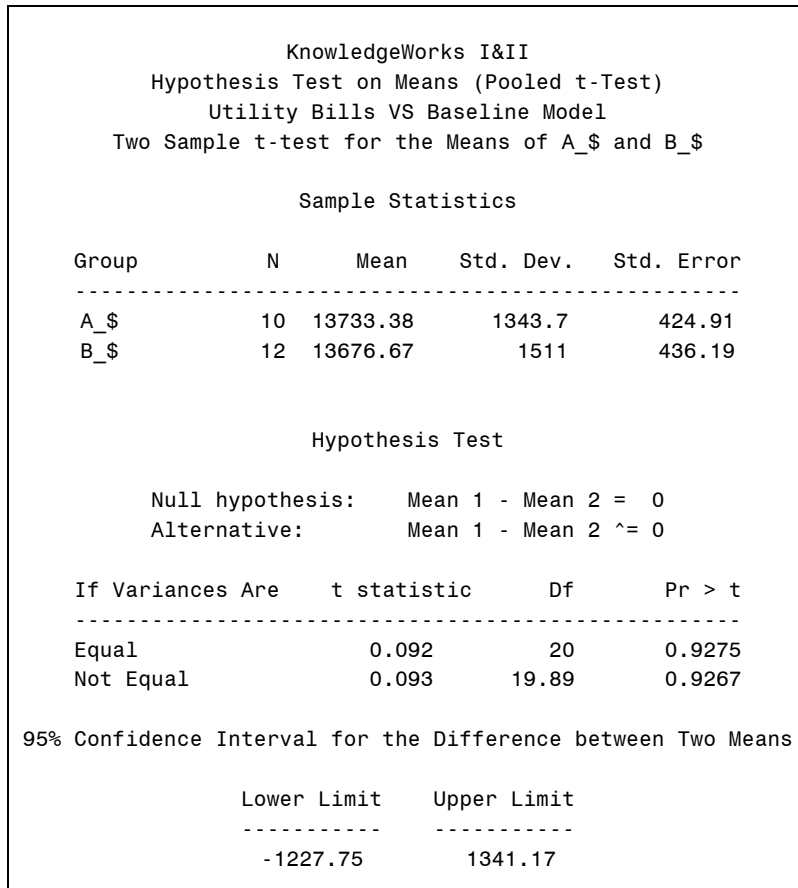 KnowledgeWorks I&II
Hypothesis Test on Means (Pooled t-Test)
Utility Bills VS Baseline Model
Two Sample t-test for the Means of A_$ and B_$
Sample Statistics
Group N Mean Std. Dev. Std. Error
----------------------------------------------------
A_$ 10 13733.38 1343.7 424.91
B_$ 12 13676.67 1511 436.19
Hypothesis Test
Null hypothesis: Mean 1 - Mean 2 = 0
Alternative: Mean 1 - Mean 2 ^= 0
If Variances Are t statistic Df Pr > t
----------------------------------------------------
Equal 0.092 20 0.9275
Not Equal 0.093 19.89 0.9267
95% Confidence Interval for the Difference between Two Means
Lower Limit Upper Limit
----------- -----------
-1227.75 1341.17